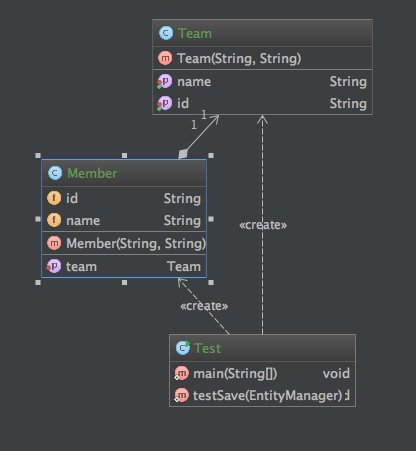 Team
Team(String, String)
name String
id String
1
1
Member
id String
name String
Member(String, String)
team Team
«create»
«create»
Test
main(String[]) void
testSave(EntityManager)